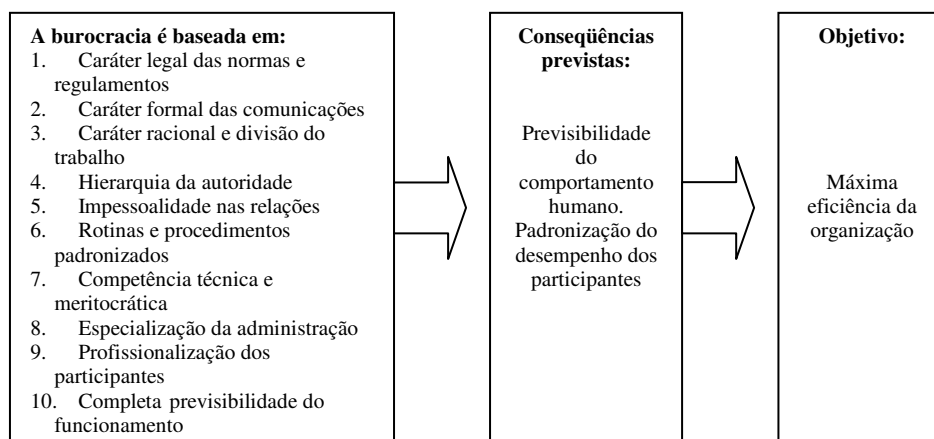 A burocracia é baseada em:
1. Caráter legal das normas e
regulamentos
2. Caráter formal das comunicações
3. Caráter racional e divisão do
trabalho
4. Hierarquia da autoridade
5. Impessoalidade nas relações
6. Rotinas e procedimentos
padronizados
7. Competência técnica e
meritocrática
8. Especialização da administração
9. Profissionalização dos
participantes
10. Completa previsibilidade do
funcionamento
Conseqüências
previstas:
Previsibilidade
do
comportamento
humano.
Padronização do
desempenho dos
participantes
Objetivo:
Máxima
eficiência da
organização